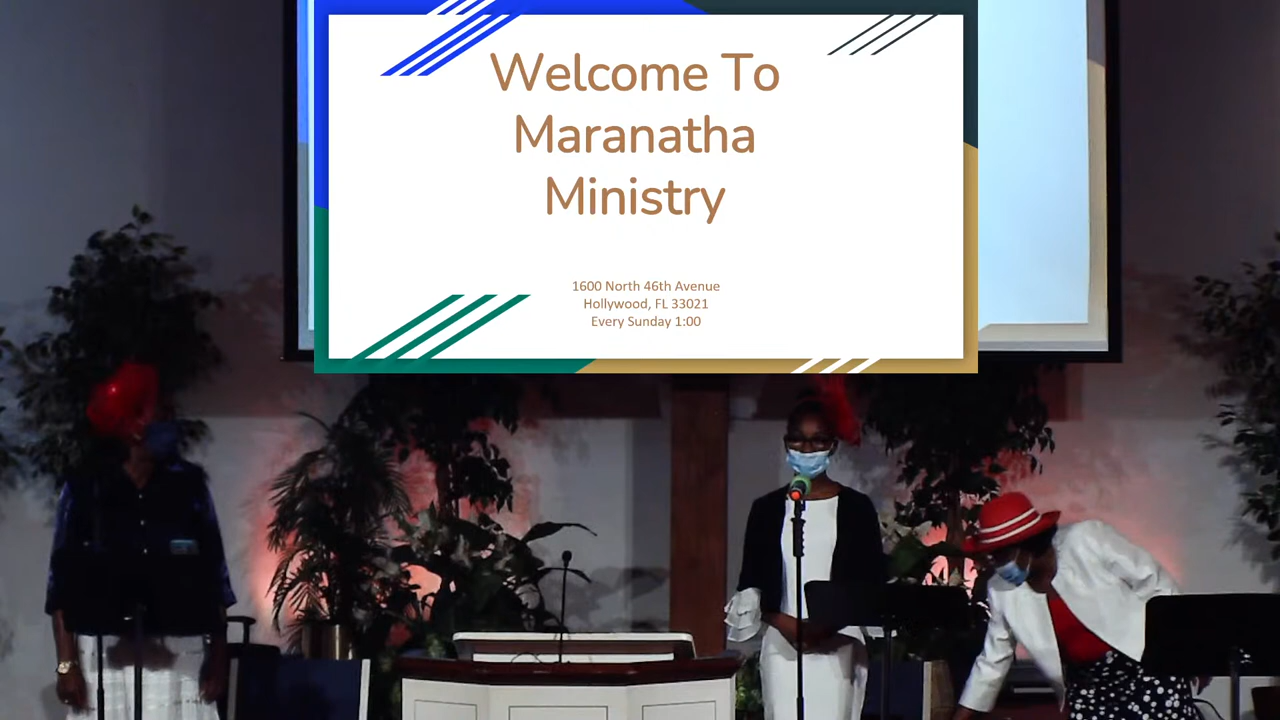 Welcome To
Maranatha
Ministry
1600 North 46th Avenue
Hollywood, FL 33021
Every Sunday 1:00